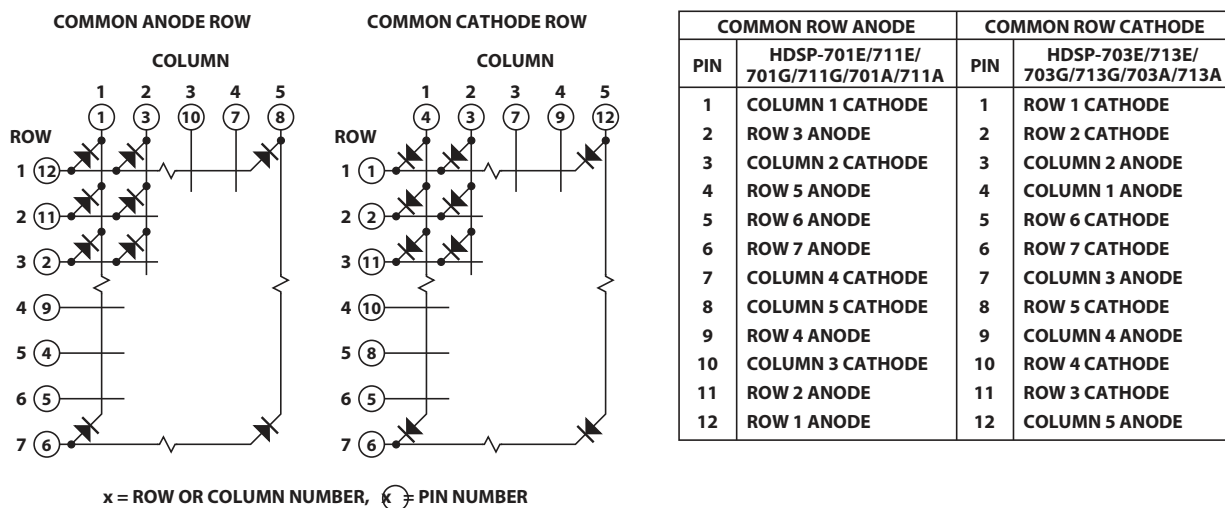 COMMON ANODE ROW
COLUMN
1 2 3 4 5
1 3 10 7 8
ROW
1 12
2 11
3 2
4 9
5 4
6 5
7 6
COMMON CATHODE ROW
COLUMN
1 2 3 4 5
4 3 7 9 12
ROW
1 1
2 2
3 11
4 10
5 8
6 5
7 6
x = ROW OR COLUMN NUMBER, x = PIN NUMBER
COMMON ROW ANODE COMMON ROW CATHODE
PIN HDSP-701E/711E/ 701G/711G/701A/711A PIN HDSP-703E/713E/ 703G/713G/703A/713A
1 COLUMN 1 CATHODE 1 ROW 1 CATHODE
2 ROW 3 ANODE 2 ROW 2 CATHODE
3 COLUMN 2 CATHODE 3 COLUMN 2 ANODE
4 ROW 5 ANODE 4 COLUMN 1 ANODE
5 ROW 6 ANODE 5 ROW 6 CATHODE
6 ROW 7 ANODE 6 ROW 7 CATHODE
7 COLUMN 4 CATHODE 7 COLUMN 3 ANODE
8 COLUMN 5 CATHODE 8 ROW 5 CATHODE
9 ROW 4 ANODE 9 COLUMN 4 ANODE
10 COLUMN 3 CATHODE 10 ROW 4 CATHODE
11 ROW 2 ANODE 11 ROW 3 CATHODE
12 ROW 1 ANODE 12 COLUMN 5 ANODE